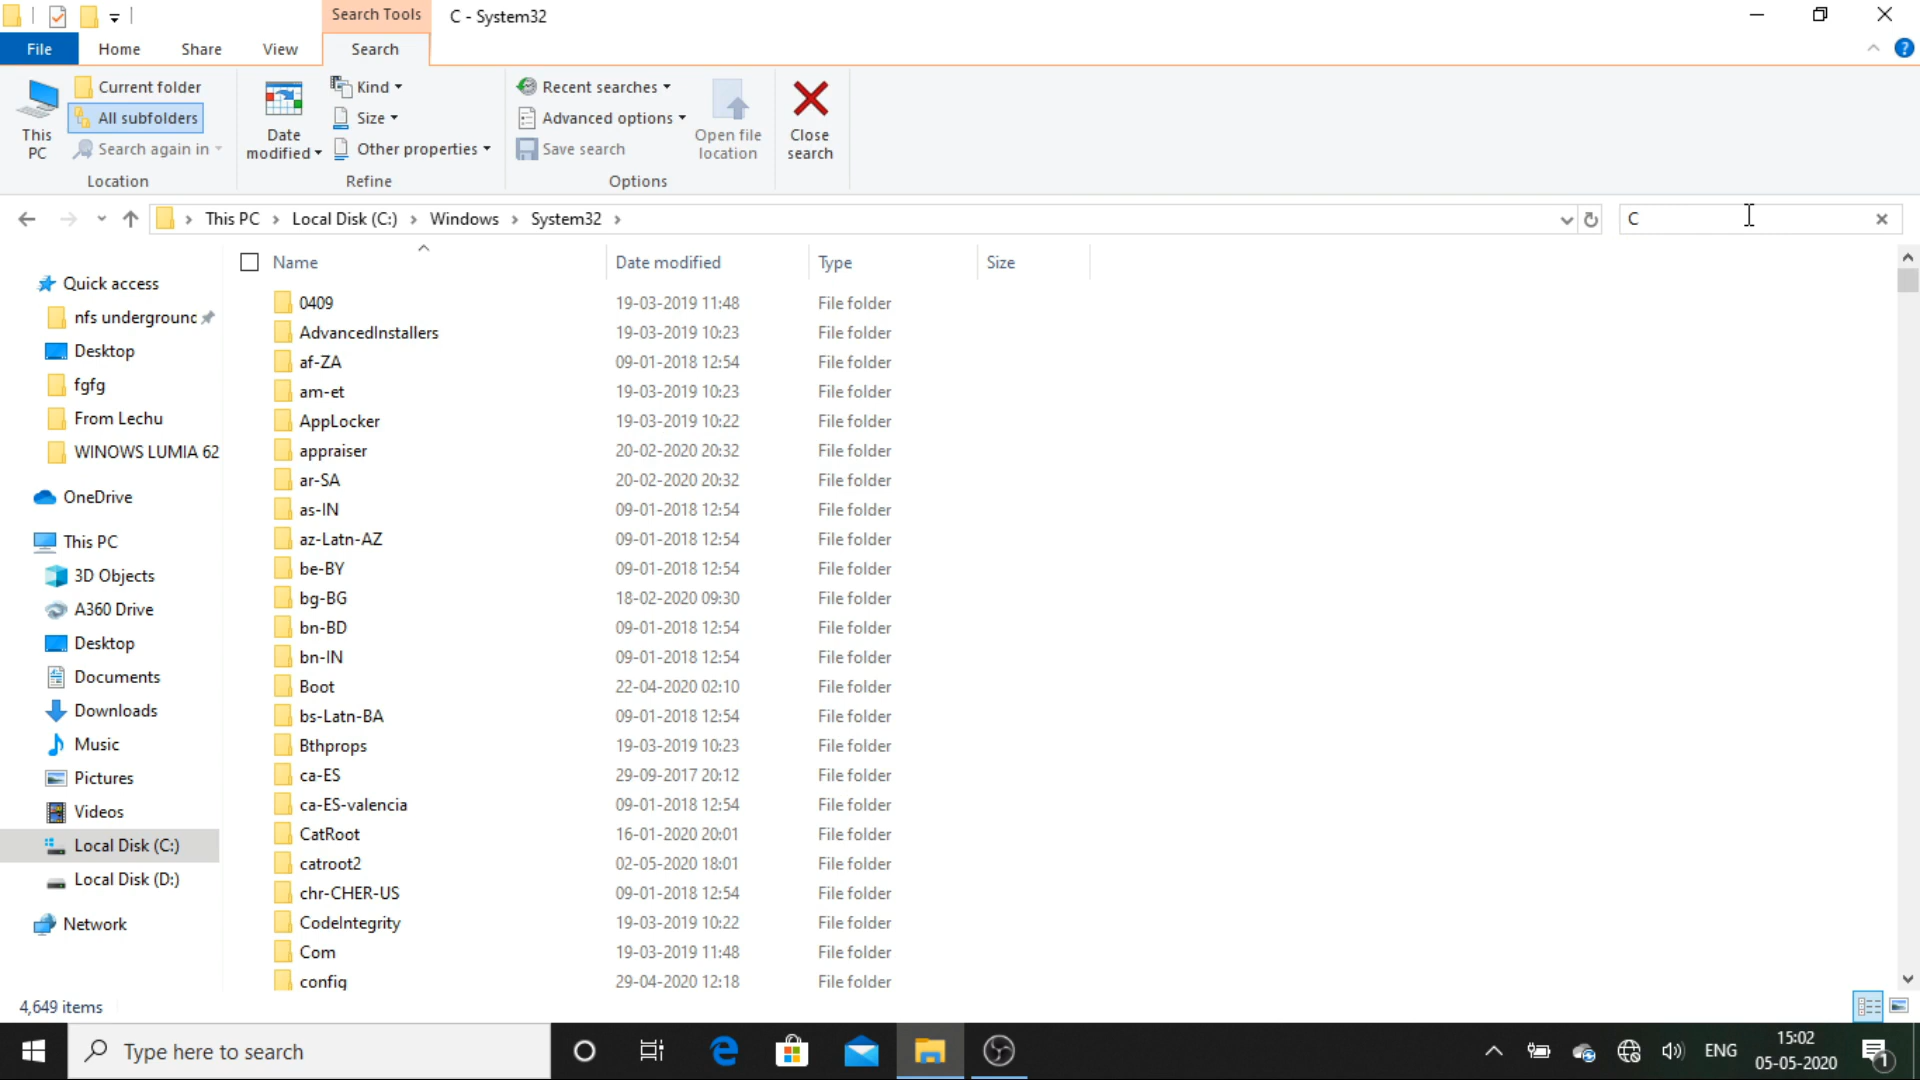 Search Tools
C - System32
File
Home
Share
View
Search
This PC
Current folder
All subfolders
Search again in
Location
Date modified
Kind
Size
Other properties
Refine
Recent searches
Advanced options
Save search
Open file location
Options
Close search
This PC > Local Disk (C:) > Windows > System32 >
C
Name
Date modified
Type
Size
Quick access
nfs undergrounc
Desktop
fgfg
From Lechu
WINOWS LUMIA 62
OneDrive
This PC
3D Objects
A360 Drive
Desktop
Documents
Downloads
Music
Pictures
Videos
Local Disk (C:)
Local Disk (D:)
Network
0409 19-03-2019 11:48 File folder
AdvancedInstallers 19-03-2019 10:23 File folder
af-ZA 09-01-2018 12:54 File folder
am-et 19-03-2019 10:23 File folder
AppLocker 19-03-2019 10:22 File folder
appraiser 20-02-2020 20:32 File folder
ar-SA 20-02-2020 20:32 File folder
as-IN 09-01-2018 12:54 File folder
az-Latn-AZ 09-01-2018 12:54 File folder
be-BY 09-01-2018 12:54 File folder
bg-BG 18-02-2020 09:30 File folder
bn-BD 09-01-2018 12:54 File folder
bn-IN 09-01-2018 12:54 File folder
Boot 22-04-2020 02:10 File folder
bs-Latn-BA 09-01-2018 12:54 File folder
Bthprops 19-03-2019 10:23 File folder
ca-ES 29-09-2017 20:12 File folder
ca-ES-valencia 09-01-2018 12:54 File folder
CatRoot 16-01-2020 20:01 File folder
catroot2 02-05-2020 18:01 File folder
chr-CHER-US 09-01-2018 12:54 File folder
CodeIntegrity 19-03-2019 10:22 File folder
Com 19-03-2019 11:48 File folder
config 29-04-2020 12:18 File folder
4,649 items
Type here to search
ENG
15:02
05-05-2020
1